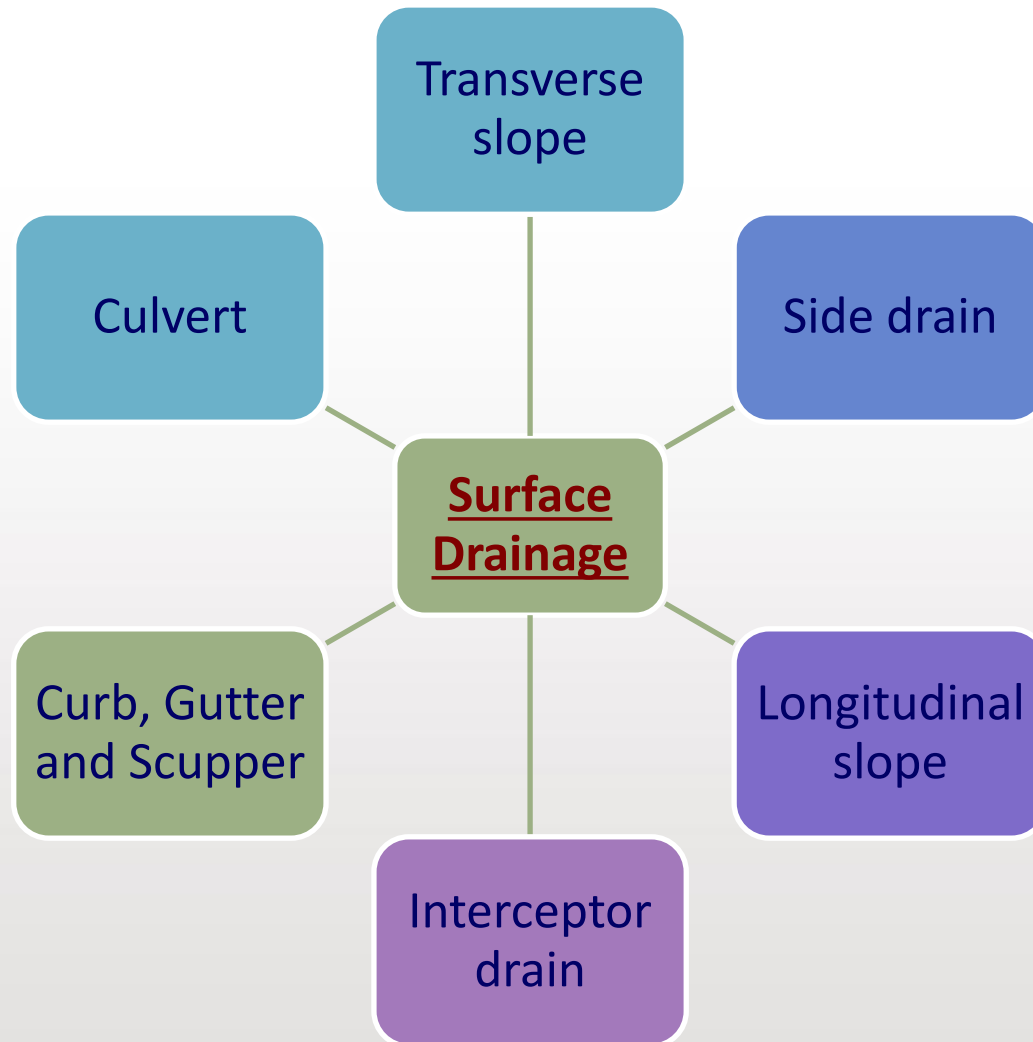 Transverse
slope
Culvert
Side drain
Surface
Drainage
Curb, Gutter
and Scupper
Longitudinal
slope
Interceptor
drain